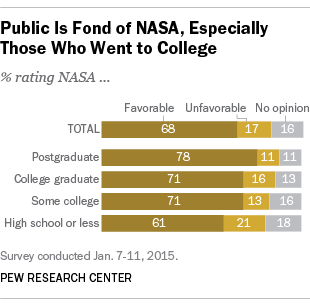 Public Is Fond of NASA, Especially
Those Who Went to College
% rating NASA ...
Favorable Unfavorable No opinion
TOTAL 68 17 16
Postgraduate 78 11 11
College graduate 71 16 13
Some college 71 13 16
High school or less 61 21 18
Survey conducted Jan. 7-11, 2015.
PEW RESEARCH CENTER